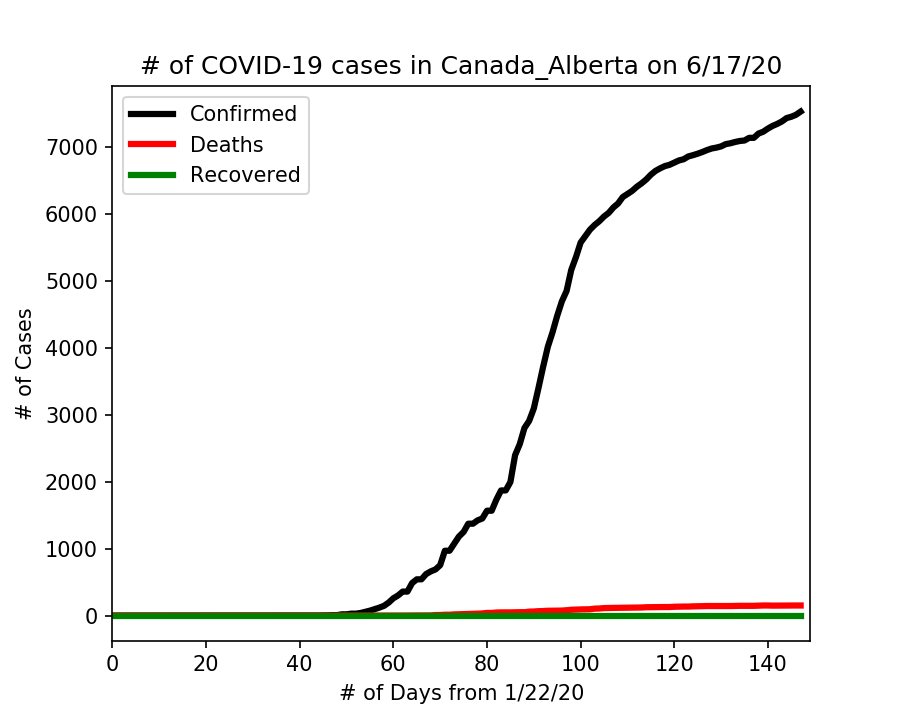 # of COVID-19 cases in Canada_Alberta on 6/17/20
Confirmed
Deaths
Recovered
7000
6000
5000
4000
3000
2000
1000
0
# of Cases
0 20 40 60 80 100 120 140
# of Days from 1/22/20